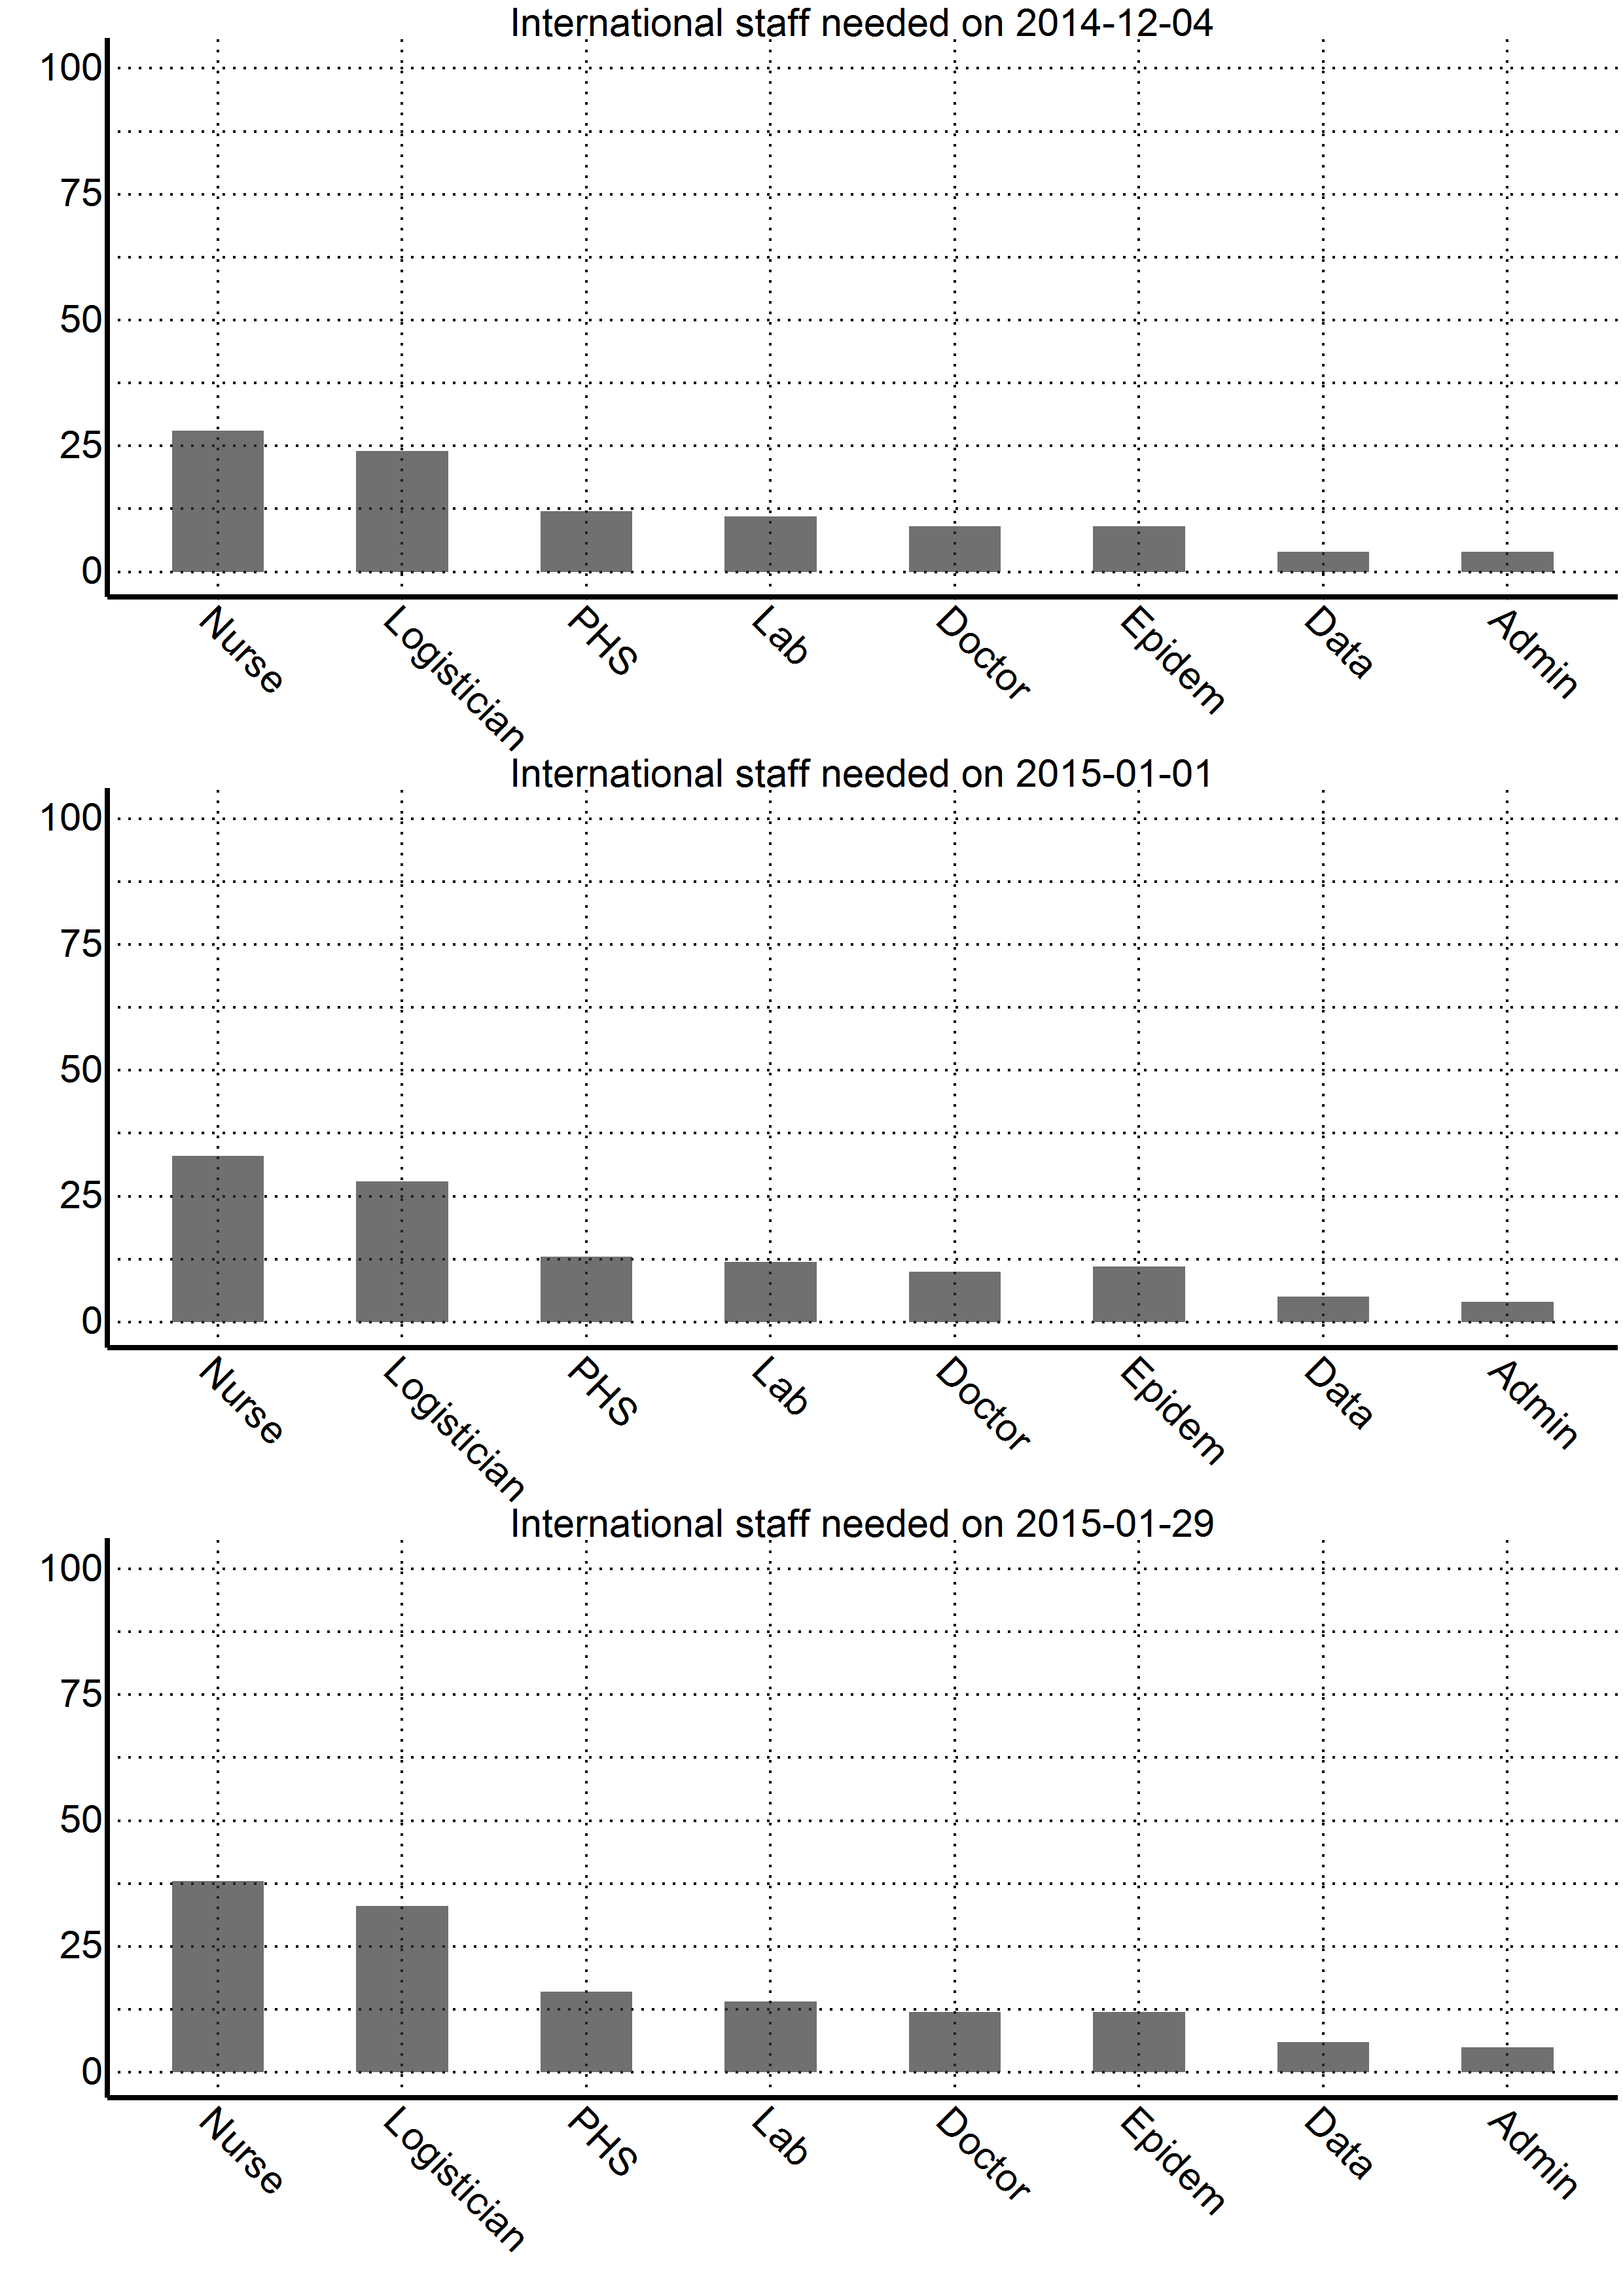 International staff needed on 2014-12-04
100
75
50
25
0
Nurse
Logistician
PHS
Lab
Doctor
Epidem
Data
Admin
International staff needed on 2015-01-01
100
75
50
25
0
Nurse
Logistician
PHS
Lab
Doctor
Epidem
Data
Admin
International staff needed on 2015-01-29
100
75
50
25
0
Nurse
Logistician
PHS
Lab
Doctor
Epidem
Data
Admin